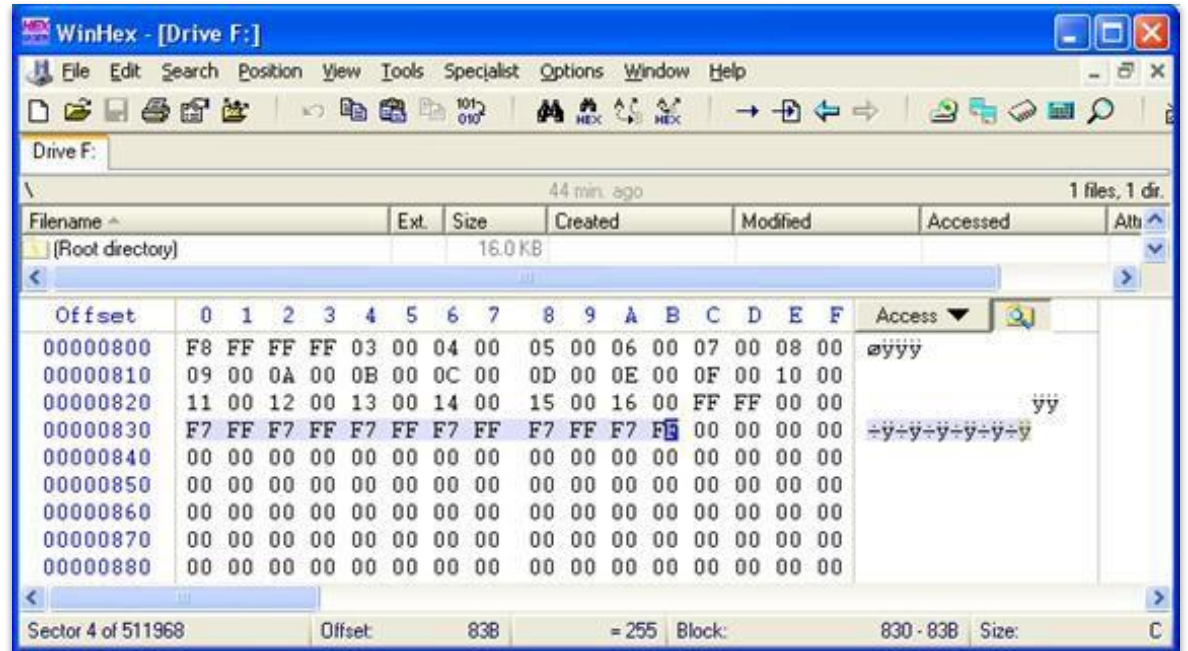 WinHex - [Drive F:]
File Edit Search Position View Tools Specialist Options Window Help
Drive F:
\ 44 min. ago 1 files, 1 dir.
Filename Ext. Size Created Modified Accessed
(Root directory) 16.0 KB
Offset 0 1 2 3 4 5 6 7 8 9 A B C D E F Access
00000800 F8 FF FF FF 03 00 04 00 05 00 06 00 07 00 08 00 øÿÿÿ
00000810 09 00 0A 00 0B 00 0C 00 0D 00 0E 00 0F 00 10 00
00000820 11 00 12 00 13 00 14 00 15 00 16 00 FF FF 00 00 ÿÿ
00000830 F7 FF F7 FF F7 FF F7 FF F7 FF F7 FF 00 00 00 00 ÷ÿ÷ÿ÷ÿ÷ÿ÷ÿ÷ÿ
00000840 00 00 00 00 00 00 00 00 00 00 00 00 00 00 00 00
00000850 00 00 00 00 00 00 00 00 00 00 00 00 00 00 00 00
00000860 00 00 00 00 00 00 00 00 00 00 00 00 00 00 00 00
00000870 00 00 00 00 00 00 00 00 00 00 00 00 00 00 00 00
00000880 00 00 00 00 00 00 00 00 00 00 00 00 00 00 00 00
Sector 4 of 511968 Offset: 83B = 255 Block: 830 - 83B Size: C